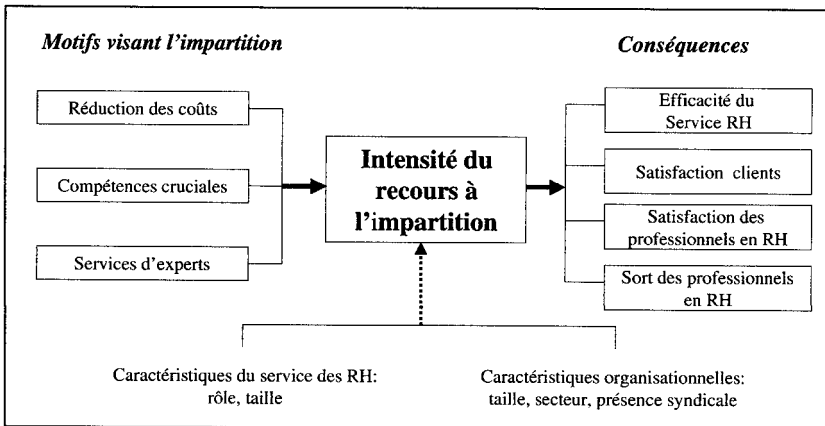 Motifs visant l'impartition
Réduction des coûts
Compétences cruciales
Services d'experts
Intensité du
recours à
l'impartition
Conséquences
Efficacité du
Service RH
Satisfaction clients
Satisfaction des
professionnels en RH
Sort des professionnels
en RH
Caractéristiques du service des RH:
rôle, taille
Caractéristiques organisationnelles:
taille, secteur, présence syndicale